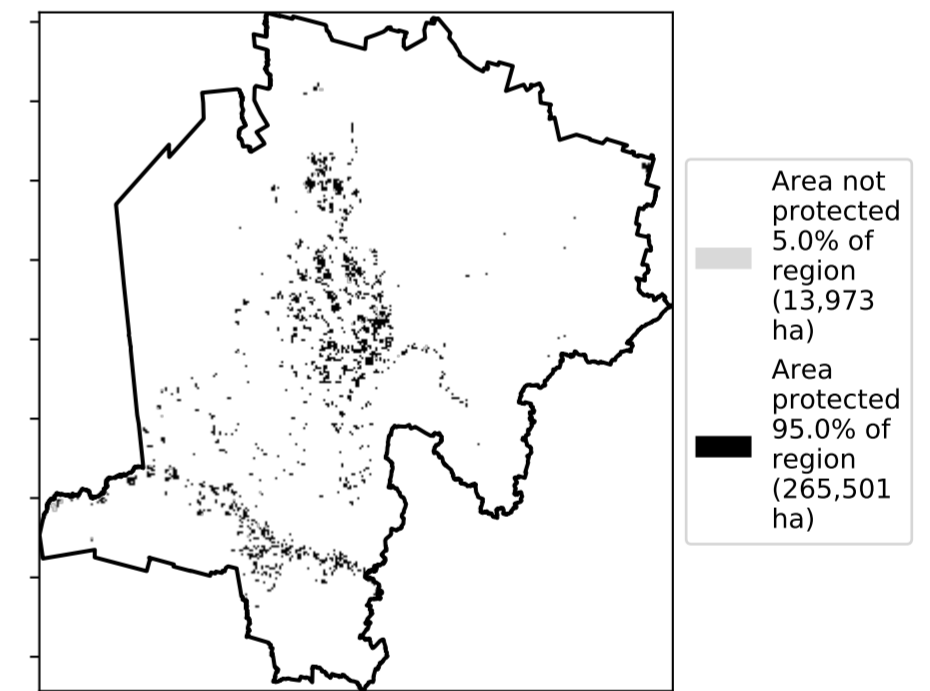 Area not
protected
5.0% of
region
(13,973
ha)
Area
protected
95.0% of
region
(265,501
ha)